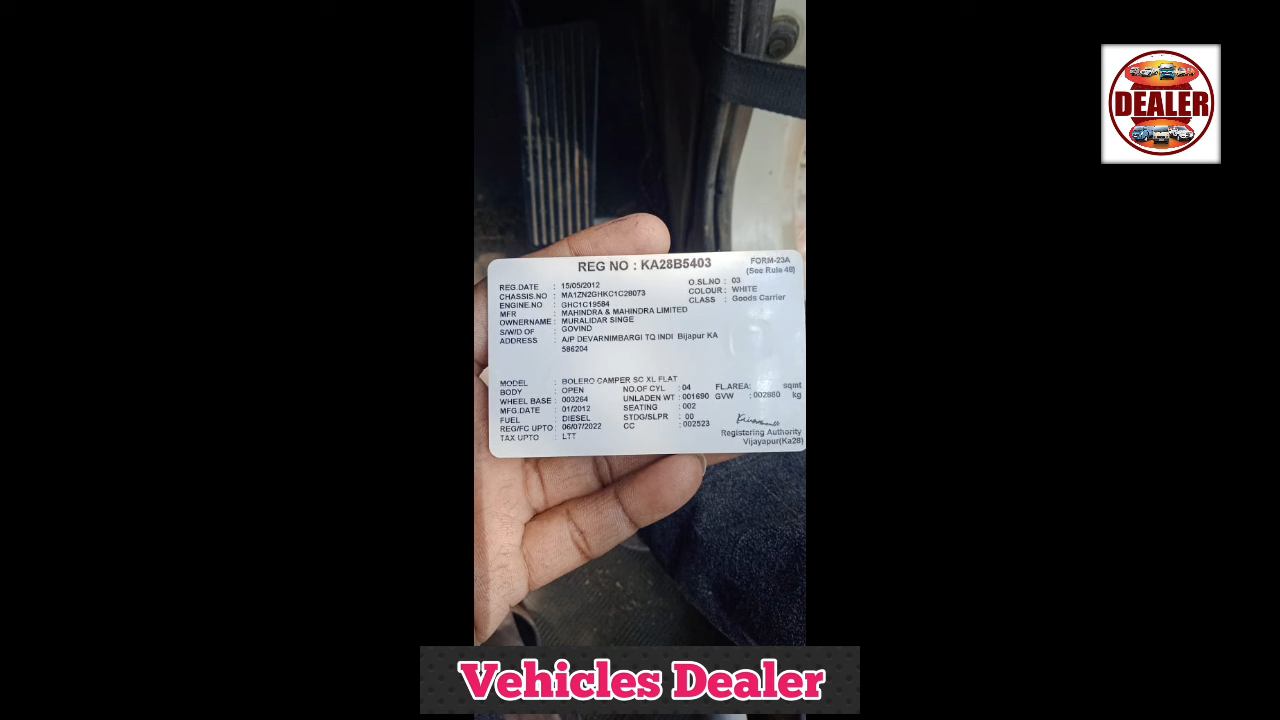 DEALER
REG NO : KA28B5403
FORM-23A
(See Rule 48)
REG.DATE : 15/05/2012
O.SL.NO : 03
CHASSIS.NO : MA1ZN2GHKC1C28073
COLOUR : WHITE
ENGINE.NO : GHC1C19584
CLASS : Goods Carrier
MFR : MAHINDRA & MAHINDRA LIMITED
OWNERNAME : MURALIDAR SINGE
S/W/D OF : GOVIND
ADDRESS : A/P DEVARNIMBARGI TQ INDI Bijapur KA
586204
MODEL : BOLERO CAMPER SC XL FLAT
BODY : OPEN
NO.OF CYL : 04
FL.AREA: sqmt
WHEEL BASE : 003264
UNLADEN WT : 001690
GVW : 002880 kg
MFG.DATE : 01/2012
SEATING : 002
FUEL : DIESEL
STDG/SLPR : 00
REG/FC UPTO : 06/07/2022
CC : 002523
TAX UPTO : LTT
Registering Authority
Vijayapur(Ka28)
Vehicles Dealer